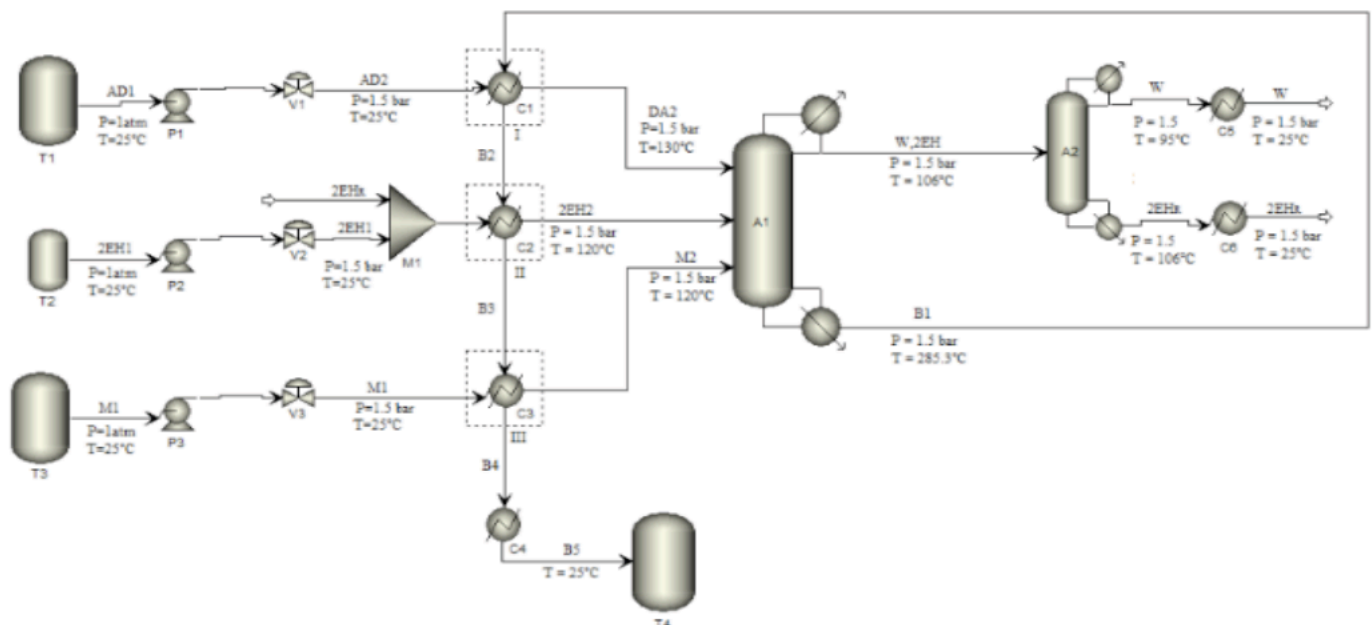 AD1
P=1atm
T=25°C
T1
P1
V1
AD2
P=1.5 bar
T=25°C
C1
I
B2
DA2
P=1.5 bar
T=130°C
2EHx
2EH1
P=1atm
T=25°C
T2
P2
V2
2EH1
P=1.5 bar
T=25°C
M1
C2
II
B3
2EH2
P = 1.5 bar
T = 120°C
M2
P = 1.5 bar
T = 120°C
A1
W,2EH
P = 1.5 bar
T = 106°C
B1
P = 1.5 bar
T = 285.3°C
A2
W
P = 1.5
T = 95°C
C5
W
P = 1.5 bar
T = 25°C
2EHx
P = 1.5
T = 106°C
C6
2EHx
P = 1.5 bar
T = 25°C
M1
P=1atm
T=25°C
T3
P3
V3
M1
P=1.5 bar
T=25°C
C3
III
B4
C4
B5
T = 25°C
T4